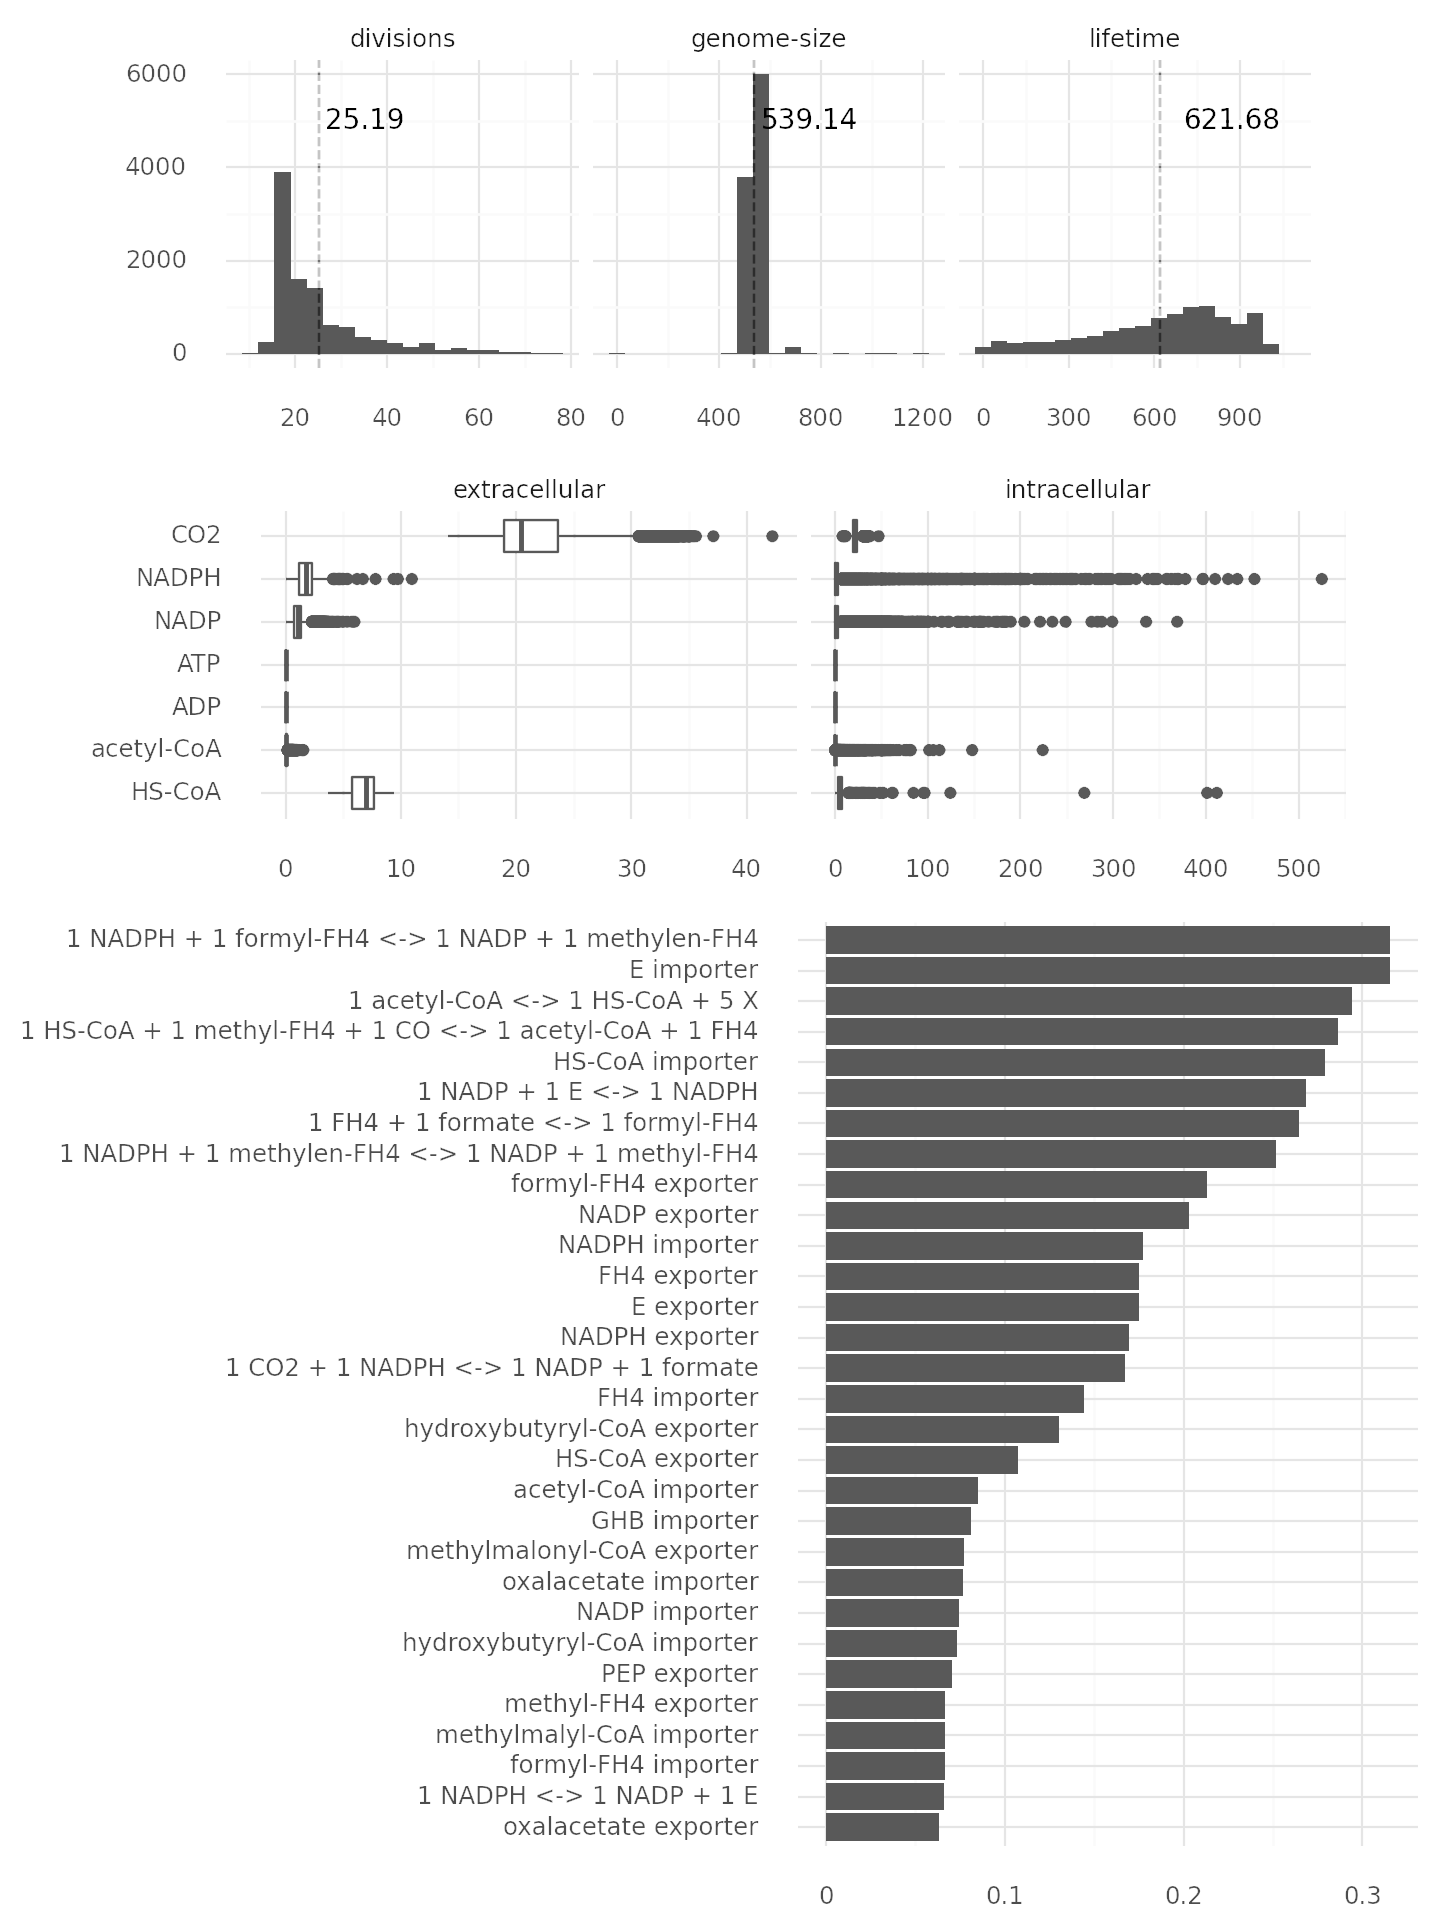 divisions genome-size lifetime
6000
25.19 539.14 621.68
4000
2000
0
20 40 60 80 0 400 800 1200 0 300 600 900
extracellular intracellular
CO2
NADPH
NADP
ATP
ADP
acetyl-CoA
HS-CoA
0 10 20 30 40 0 100 200 300 400 500
1 NADPH + 1 formyl-FH4 <-> 1 NADP + 1 methylen-FH4
E importer
1 acetyl-CoA <-> 1 HS-CoA + 5 X
1 HS-CoA + 1 methyl-FH4 + 1 CO <-> 1 acetyl-CoA + 1 FH4
HS-CoA importer
1 NADP + 1 E <-> 1 NADPH
1 FH4 + 1 formate <-> 1 formyl-FH4
1 NADPH + 1 methylen-FH4 <-> 1 NADP + 1 methyl-FH4
formyl-FH4 exporter
NADP exporter
NADPH importer
FH4 exporter
E exporter
NADPH exporter
1 CO2 + 1 NADPH <-> 1 NADP + 1 formate
FH4 importer
hydroxybutyryl-CoA exporter
HS-CoA exporter
acetyl-CoA importer
GHB importer
methylmalonyl-CoA exporter
oxalacetate importer
NADP importer
hydroxybutyryl-CoA importer
PEP exporter
methyl-FH4 exporter
methylmalyl-CoA importer
formyl-FH4 importer
1 NADPH <-> 1 NADP + 1 E
oxalacetate exporter
0 0.1 0.2 0.3